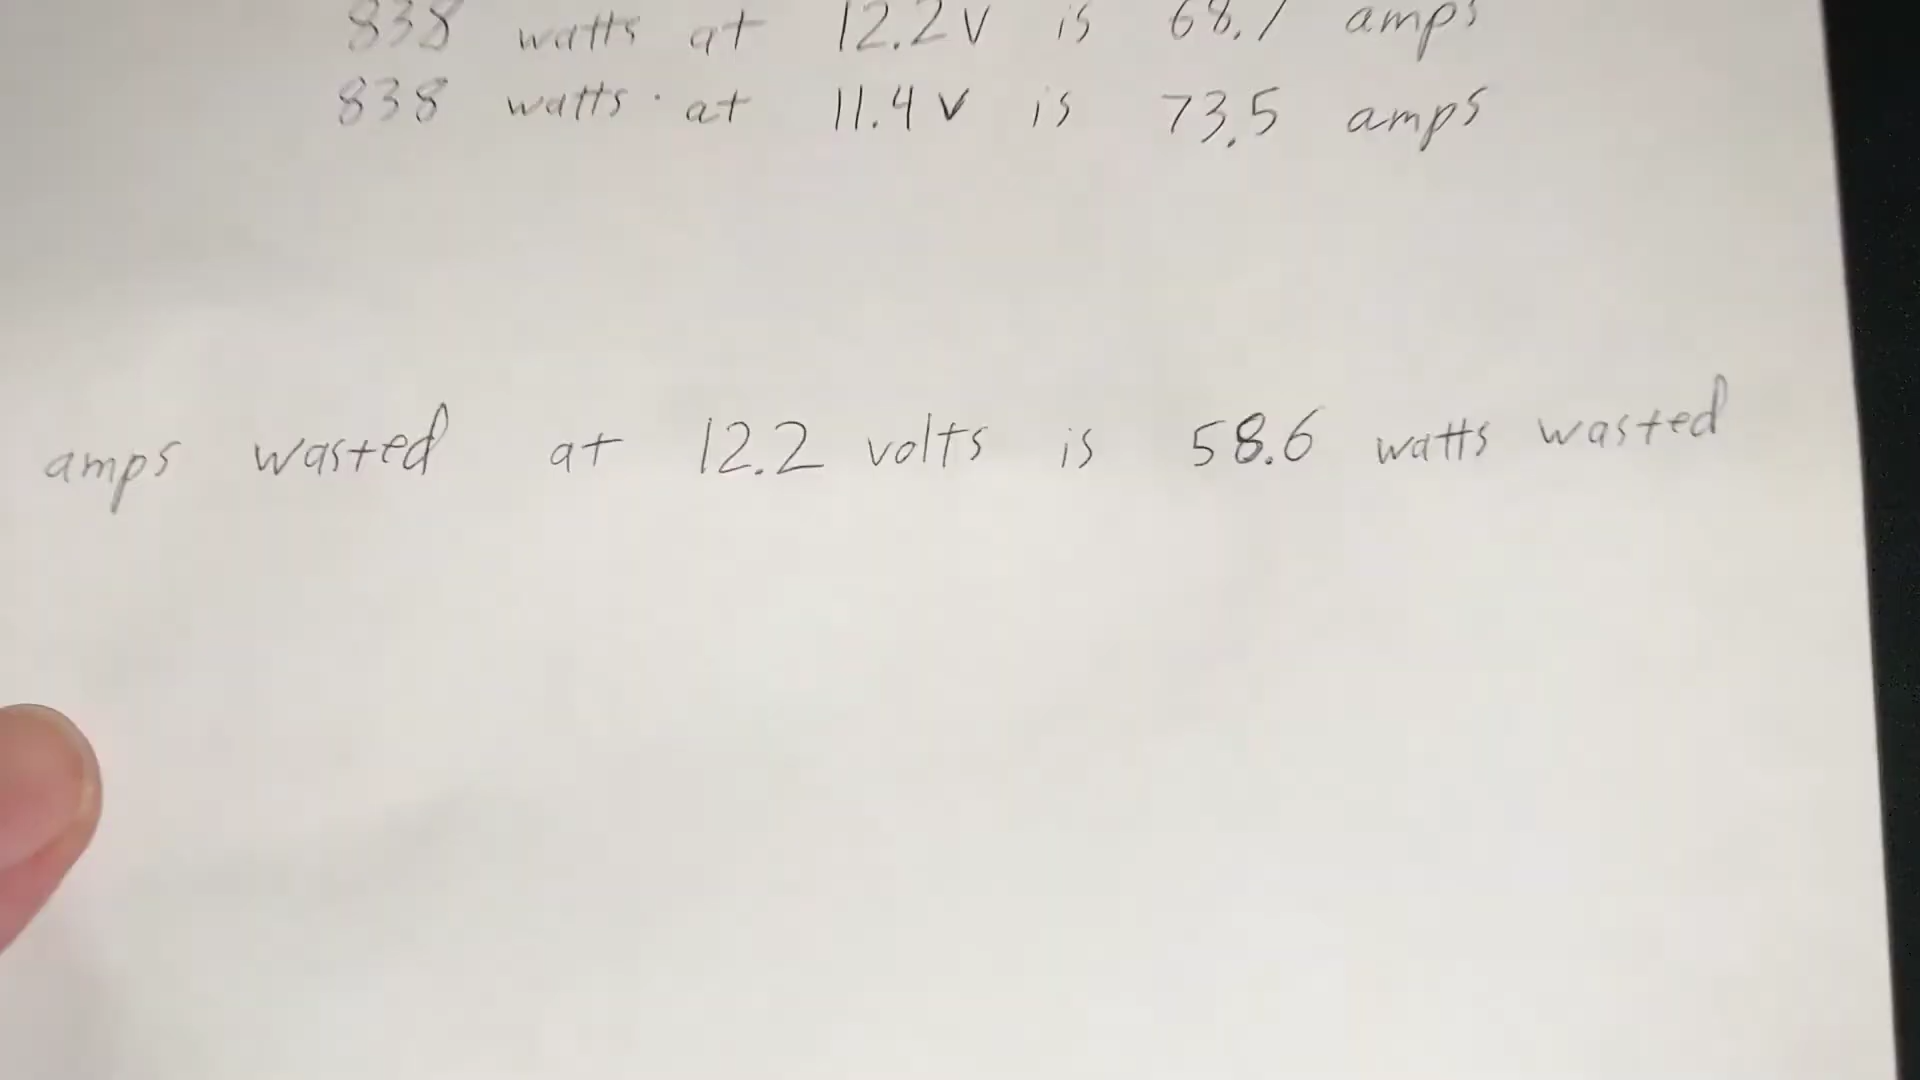 838 watts at 12.2v is 68.7 amps
838 watts at 11.4v is 73.5 amps
amps wasted at 12.2 volts is 58.6 watts wasted